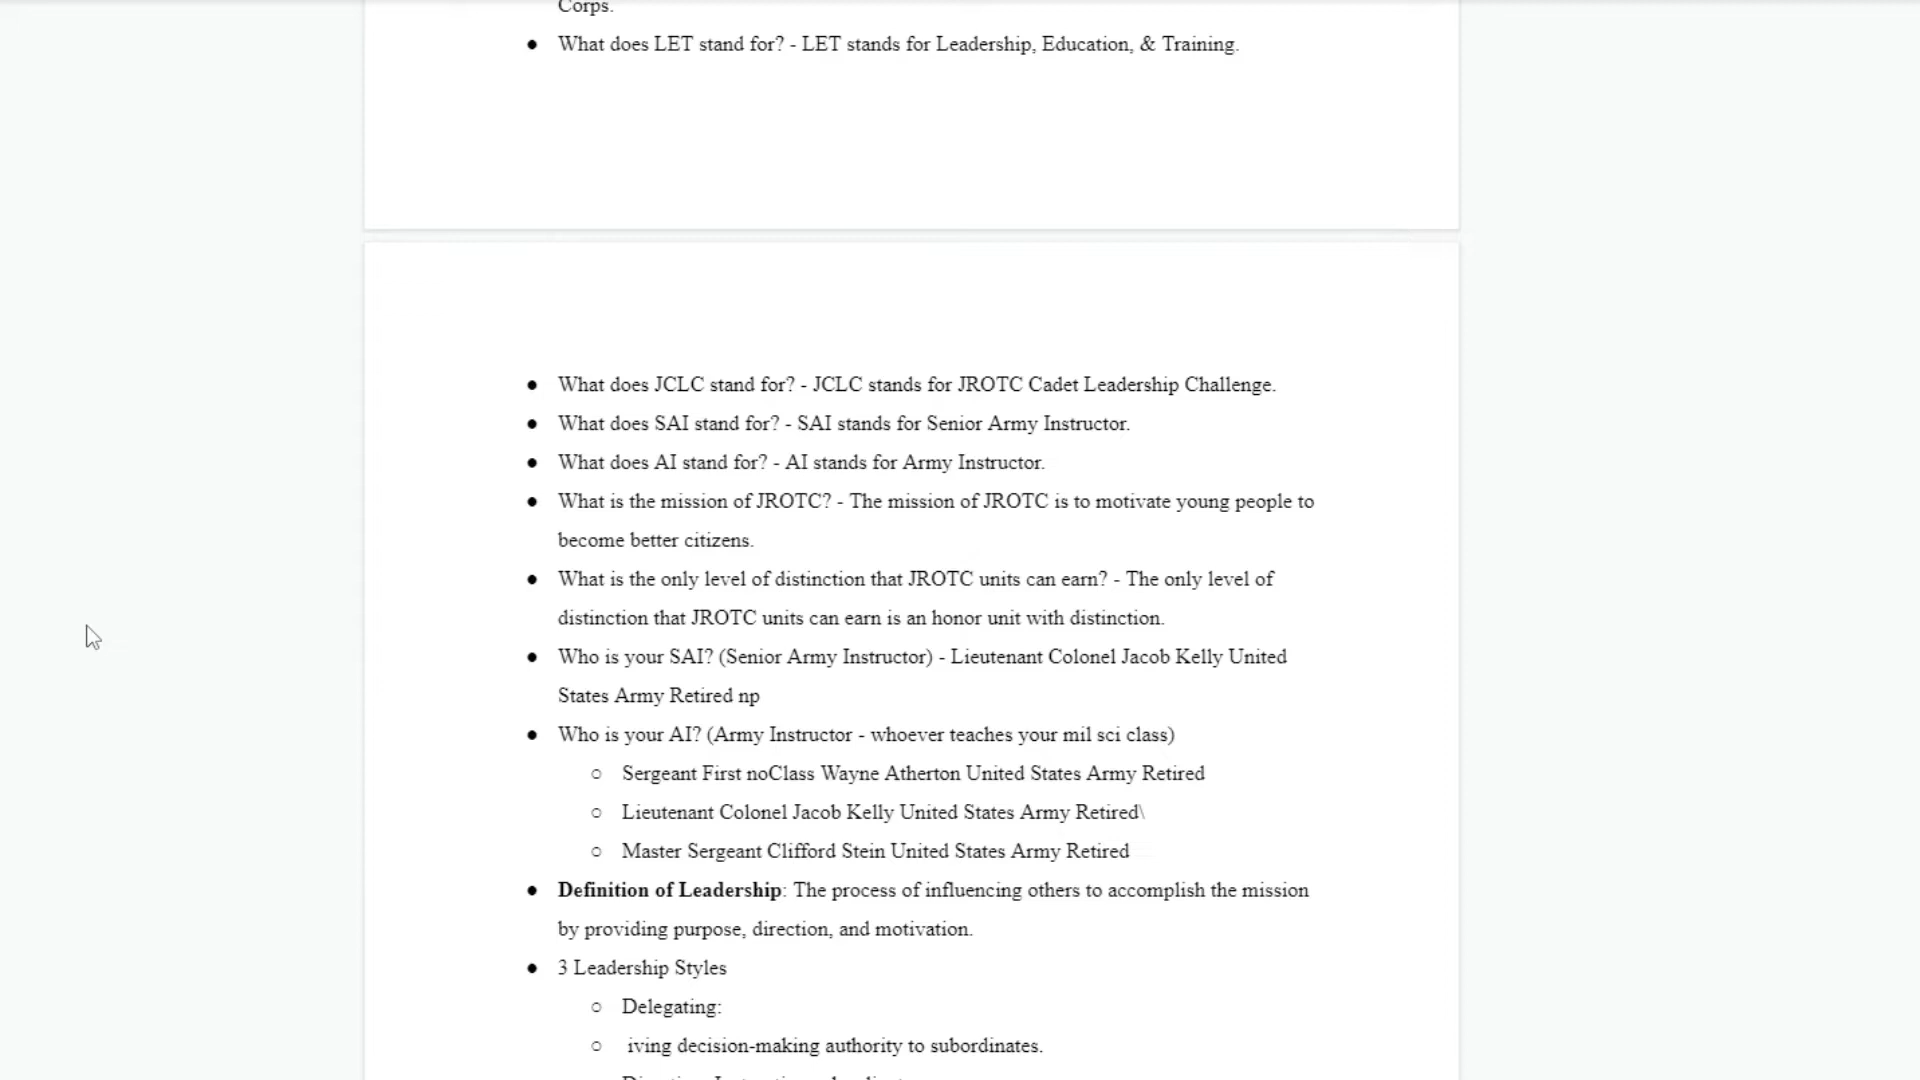 Corps.
● What does LET stand for? - LET stands for Leadership, Education, & Training.
● What does JCLC stand for? - JCLC stands for JROTC Cadet Leadership Challenge.
● What does SAI stand for? - SAI stands for Senior Army Instructor.
● What does AI stand for? - AI stands for Army Instructor.
● What is the mission of JROTC? - The mission of JROTC is to motivate young people to
become better citizens.
● What is the only level of distinction that JROTC units can earn? - The only level of
distinction that JROTC units can earn is an honor unit with distinction.
● Who is your SAI? (Senior Army Instructor) - Lieutenant Colonel Jacob Kelly United
States Army Retired np
● Who is your AI? (Army Instructor - whoever teaches your mil sci class)
○ Sergeant First noClass Wayne Atherton United States Army Retired
○ Lieutenant Colonel Jacob Kelly United States Army Retired\
○ Master Sergeant Clifford Stein United States Army Retired
● Definition of Leadership: The process of influencing others to accomplish the mission
by providing purpose, direction, and motivation.
● 3 Leadership Styles
○ Delegating:
○ iving decision-making authority to subordinates.